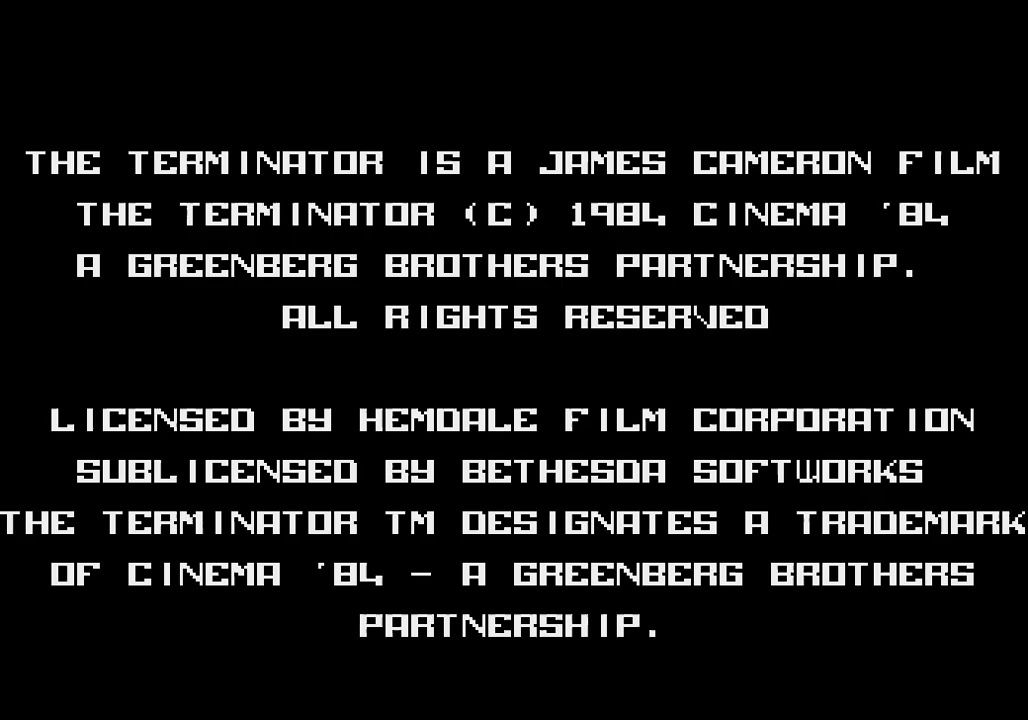 THE TERMINATOR IS A JAMES CAMERON FILM
THE TERMINATOR (C) 1984 CINEMA '84
A GREENBERG BROTHERS PARTNERSHIP.
ALL RIGHTS RESERVED
LICENSED BY HEMDALE FILM CORPORATION
SUBLICENSED BY BETHESDA SOFTWORKS
THE TERMINATOR TM DESIGNATES A TRADEMARK
OF CINEMA '84 - A GREENBERG BROTHERS
PARTNERSHIP.